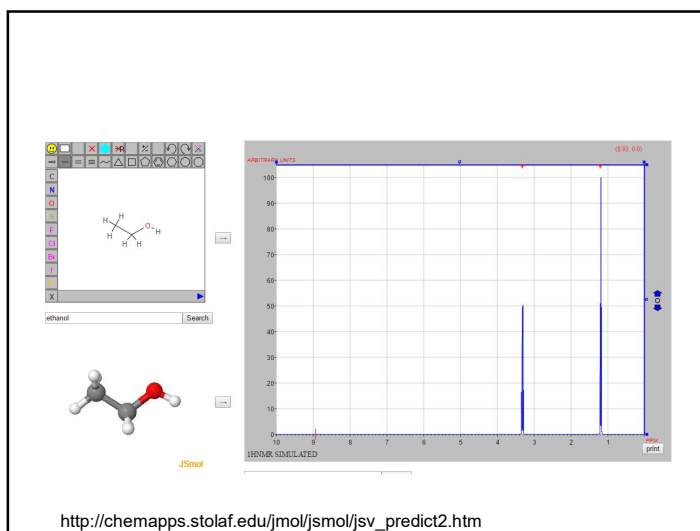 (8.93, 0.0)
ARBITRARY UNITS
C
N
O
F
Cl
Br
I
X
H
H
H
H
H
O
H
ethanol
Search
100
90
80
70
60
50
40
30
20
10
0
10
9
8
7
6
5
4
3
2
1
PPM
1HNMR SIMULATED
print
JSmol
http://chemapps.stolaf.edu/jmol/jsmol/jsv_predict2.htm